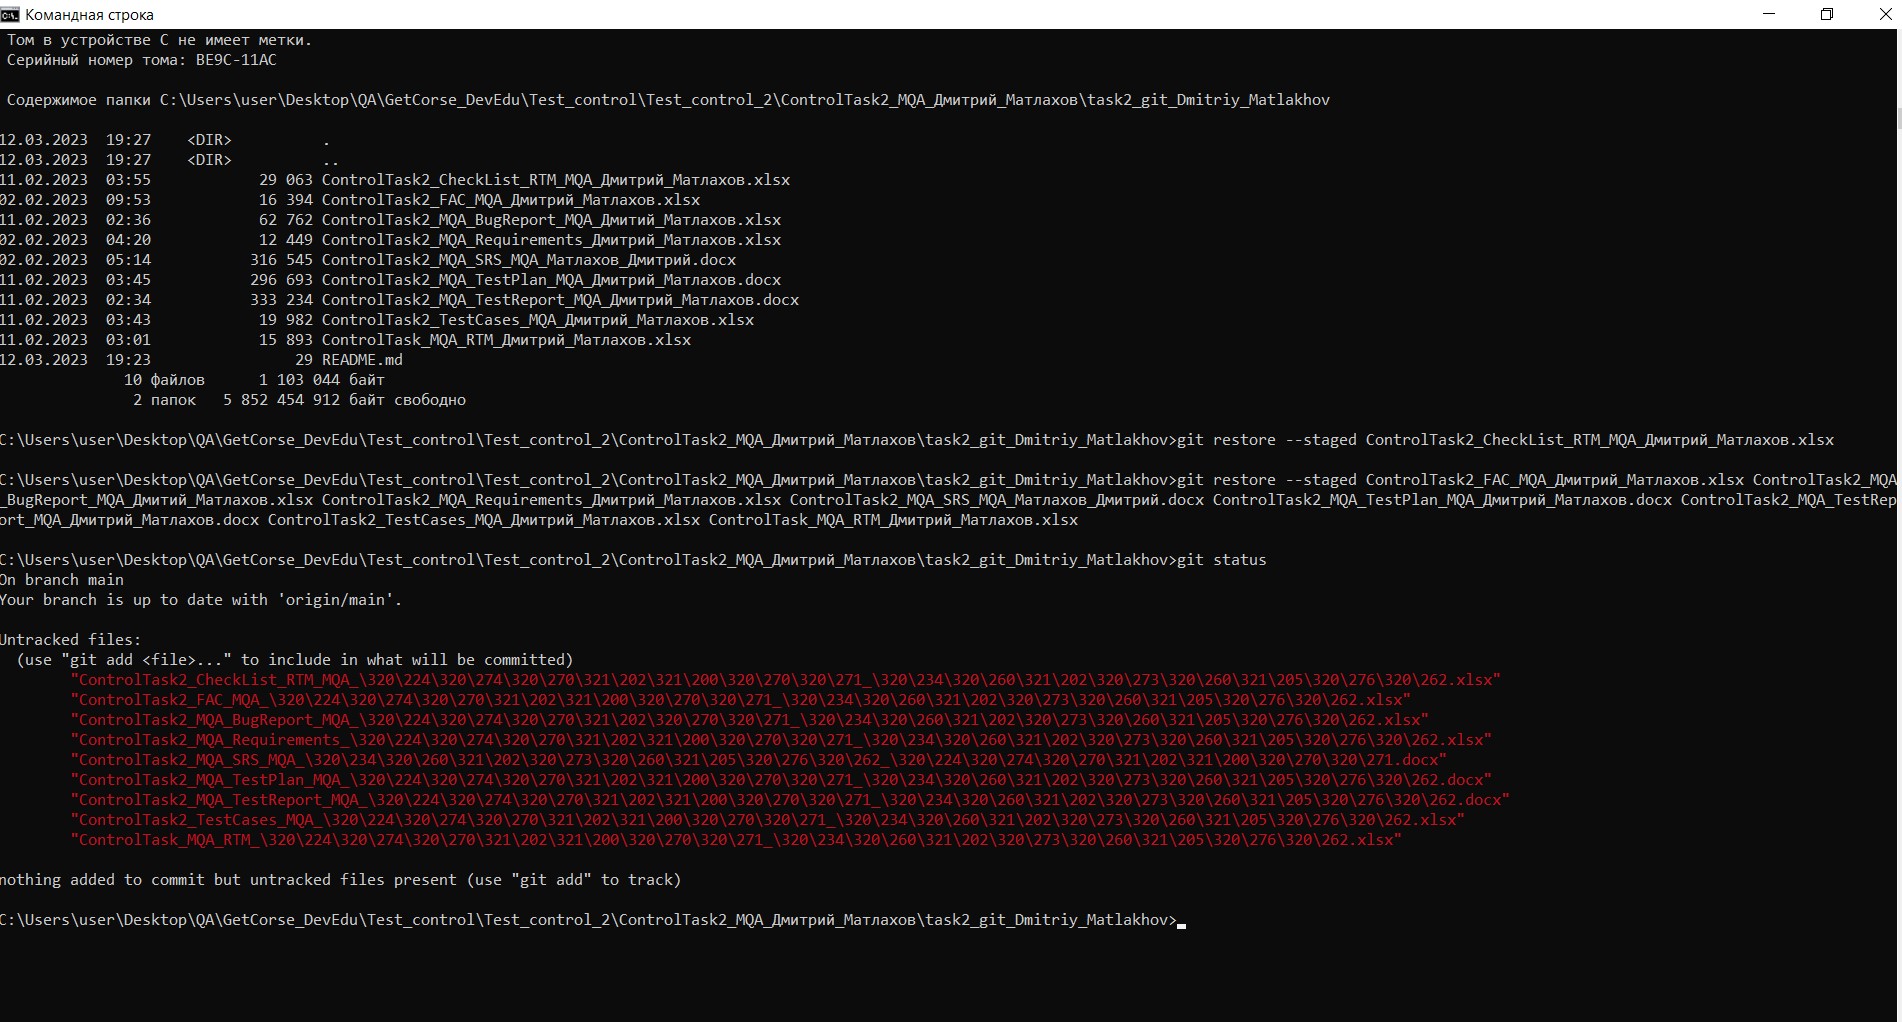 Командная строка
Том в устройстве C не имеет метки.
Серийный номер тома: BE9C-11AC
Содержимое папки C:\Users\user\Desktop\QA\GetCorse_DevEdu\Test_control\Test_control_2\ControlTask2_MQA_Дмитрий_Матлахов\task2_git_Dmitriy_Matlakhov
12.03.2023 19:27 <DIR> .
12.03.2023 19:27 <DIR> ..
11.02.2023 03:55 29 063 ControlTask2_CheckList_RTM_MQA_Дмитрий_Матлахов.xlsx
02.02.2023 09:53 16 394 ControlTask2_FAC_MQA_Дмитрий_Матлахов.xlsx
11.02.2023 02:36 62 762 ControlTask2_MQA_BugReport_MQA_Дмитий_Матлахов.xlsx
02.02.2023 04:20 12 449 ControlTask2_MQA_Requirements_Дмитрий_Матлахов.xlsx
02.02.2023 05:14 316 545 ControlTask2_MQA_SRS_MQA_Матлахов_Дмитрий.docx
11.02.2023 03:45 296 693 ControlTask2_MQA_TestPlan_MQA_Дмитрий_Матлахов.docx
11.02.2023 02:34 333 234 ControlTask2_MQA_TestReport_MQA_Дмитрий_Матлахов.docx
11.02.2023 03:43 19 982 ControlTask2_TestCases_MQA_Дмитрий_Матлахов.xlsx
11.02.2023 03:01 15 893 ControlTask_MQA_RTM_Дмитрий_Матлахов.xlsx
12.03.2023 19:23 29 README.md
10 файлов 1 103 044 байт
2 папок 5 852 454 912 байт свободно
C:\Users\user\Desktop\QA\GetCorse_DevEdu\Test_control\Test_control_2\ControlTask2_MQA_Дмитрий_Матлахов\task2_git_Dmitriy_Matlakhov>git restore --staged ControlTask2_CheckList_RTM_MQA_Дмитрий_Матлахов.xlsx
C:\Users\user\Desktop\QA\GetCorse_DevEdu\Test_control\Test_control_2\ControlTask2_MQA_Дмитрий_Матлахов\task2_git_Dmitriy_Matlakhov>git restore --staged ControlTask2_FAC_MQA_Дмитрий_Матлахов.xlsx ControlTask2_MQA
_BugReport_MQA_Дмитий_Матлахов.xlsx ControlTask2_MQA_Requirements_Дмитрий_Матлахов.xlsx ControlTask2_MQA_SRS_MQA_Матлахов_Дмитрий.docx ControlTask2_MQA_TestPlan_MQA_Дмитрий_Матлахов.docx ControlTask2_MQA_TestRep
ort_MQA_Дмитрий_Матлахов.docx ControlTask2_TestCases_MQA_Дмитрий_Матлахов.xlsx ControlTask_MQA_RTM_Дмитрий_Матлахов.xlsx
C:\Users\user\Desktop\QA\GetCorse_DevEdu\Test_control\Test_control_2\ControlTask2_MQA_Дмитрий_Матлахов\task2_git_Dmitriy_Matlakhov>git status
On branch main
Your branch is up to date with 'origin/main'.
Untracked files:
(use "git add <file>..." to include in what will be committed)
"ControlTask2_CheckList_RTM_MQA_\320\224\320\274\320\270\321\202\321\200\320\270\320\271_\320\234\320\260\321\202\320\273\320\260\321\205\320\276\320\262.xlsx"
"ControlTask2_FAC_MQA_\320\224\320\274\320\270\321\202\321\200\320\270\320\271_\320\234\320\260\321\202\320\273\320\260\321\205\320\276\320\262.xlsx"
"ControlTask2_MQA_BugReport_MQA_\320\224\320\274\320\270\321\202\320\270\320\271_\320\234\320\260\321\202\320\273\320\260\321\205\320\276\320\262.xlsx"
"ControlTask2_MQA_Requirements_\320\224\320\274\320\270\321\202\321\200\320\270\320\271_\320\234\320\260\321\202\320\273\320\260\321\205\320\276\320\262.xlsx"
"ControlTask2_MQA_SRS_MQA_\320\234\320\260\321\202\320\273\320\260\321\205\320\276\320\262_\320\224\320\274\320\270\321\202\321\200\320\270\320\271.docx"
"ControlTask2_MQA_TestPlan_MQA_\320\224\320\274\320\270\321\202\321\200\320\270\320\271_\320\234\320\260\321\202\320\273\320\260\321\205\320\276\320\262.docx"
"ControlTask2_MQA_TestReport_MQA_\320\224\320\274\320\270\321\202\321\200\320\270\320\271_\320\234\320\260\321\202\320\273\320\260\321\205\320\276\320\262.docx"
"ControlTask2_TestCases_MQA_\320\224\320\274\320\270\321\202\321\200\320\270\320\271_\320\234\320\260\321\202\320\273\320\260\321\205\320\276\320\262.xlsx"
"ControlTask_MQA_RTM_\320\224\320\274\320\270\321\202\321\200\320\270\320\271_\320\234\320\260\321\202\320\273\320\260\321\205\320\276\320\262.xlsx"
nothing added to commit but untracked files present (use "git add" to track)
C:\Users\user\Desktop\QA\GetCorse_DevEdu\Test_control\Test_control_2\ControlTask2_MQA_Дмитрий_Матлахов\task2_git_Dmitriy_Matlakhov>